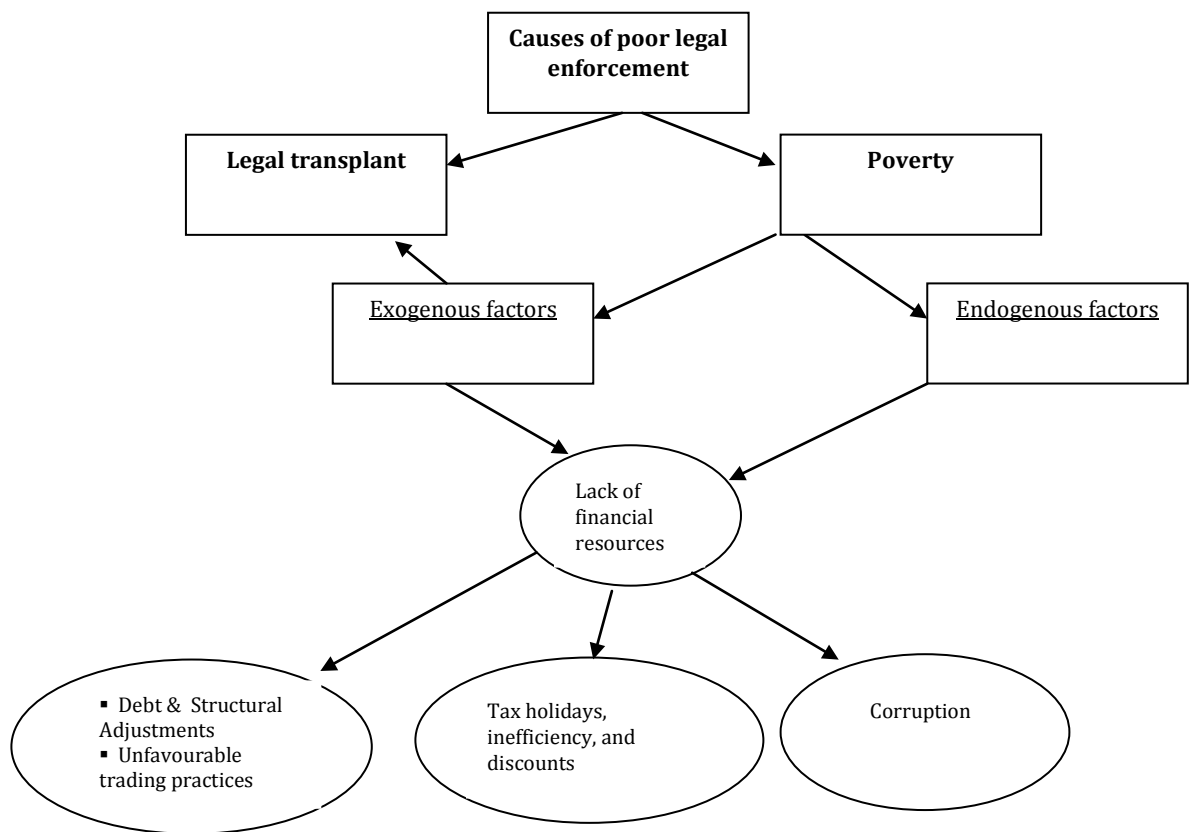 Causes of poor legal
enforcement
Legal transplant
Poverty
Exogenous factors
Endogenous factors
Lack of
financial
resources
▪ Debt & Structural
Adjustments
▪ Unfavourable
trading practices
Tax holidays,
inefficiency, and
discounts
Corruption